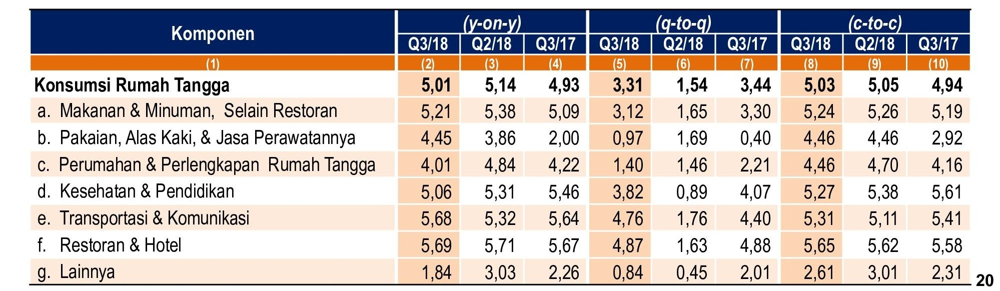 Komponen (y-on-y) (q-to-q) (c-to-c)
Q3/18 Q2/18 Q3/17 Q3/18 Q2/18 Q3/17 Q3/18 Q2/18 Q3/17
(1) (2) (3) (4) (5) (6) (7) (8) (9) (10)
Konsumsi Rumah Tangga 5,01 5,14 4,93 3,31 1,54 3,44 5,03 5,05 4,94
a. Makanan & Minuman, Selain Restoran 5,21 5,38 5,09 3,12 1,65 3,30 5,24 5,26 5,19
b. Pakaian, Alas Kaki, & Jasa Perawatannya 4,45 3,86 2,00 0,97 1,69 0,40 4,46 4,46 2,92
c. Perumahan & Perlengkapan Rumah Tangga 4,01 4,84 4,22 1,40 1,46 2,21 4,46 4,70 4,16
d. Kesehatan & Pendidikan 5,06 5,31 5,46 3,82 0,89 4,07 5,27 5,38 5,61
e. Transportasi & Komunikasi 5,68 5,32 5,64 4,76 1,76 4,40 5,31 5,11 5,41
f. Restoran & Hotel 5,69 5,71 5,67 4,87 1,63 4,88 5,65 5,62 5,58
g. Lainnya 1,84 3,03 2,26 0,84 0,45 2,01 2,61 3,01 2,31
20